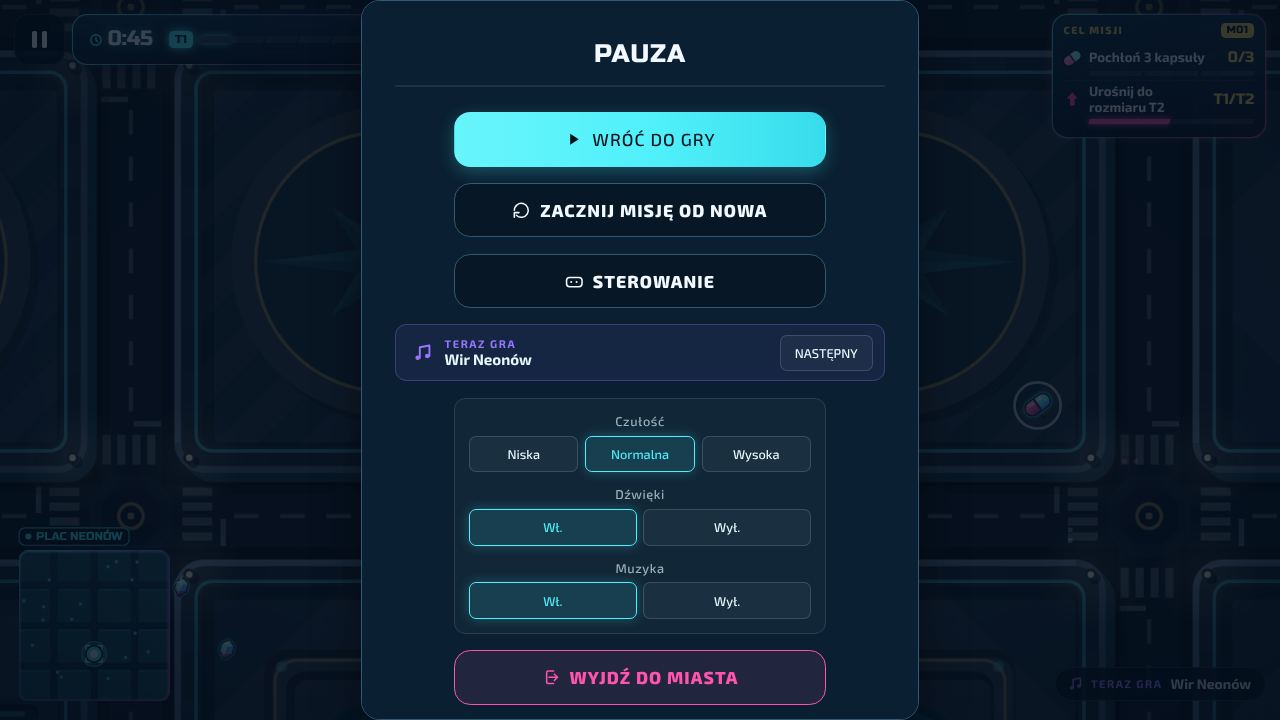 0:45
T1
PAUZA
WRÓĆ DO GRY
ZACZNIJ MISJĘ OD NOWA
STEROWANIE
TERAZ GRA
Wir Neonów
NASTĘPNY
Czułość
Niska
Normalna
Wysoka
Dźwięki
Wł.
Wył.
Muzyka
Wł.
Wył.
WYJDŹ DO MIASTA
CEL MISJI
M01
Pochłoń 3 kapsuły
0/3
Urośnij do
rozmiaru T2
T1/T2
PLAC NEONÓW
TERAZ GRA Wir Neonów